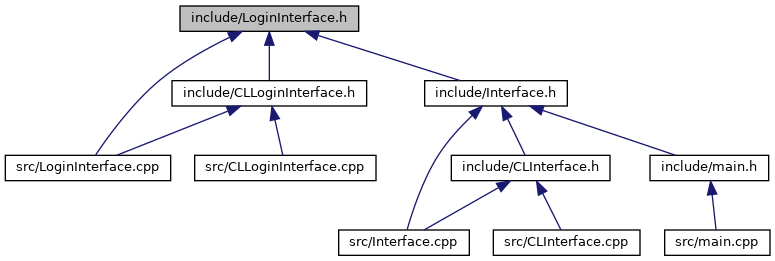 include/LoginInterface.h
include/CLLoginInterface.h
include/Interface.h
src/LoginInterface.cpp
src/CLLoginInterface.cpp
include/CLInterface.h
include/main.h
src/Interface.cpp
src/CLInterface.cpp
src/main.cpp